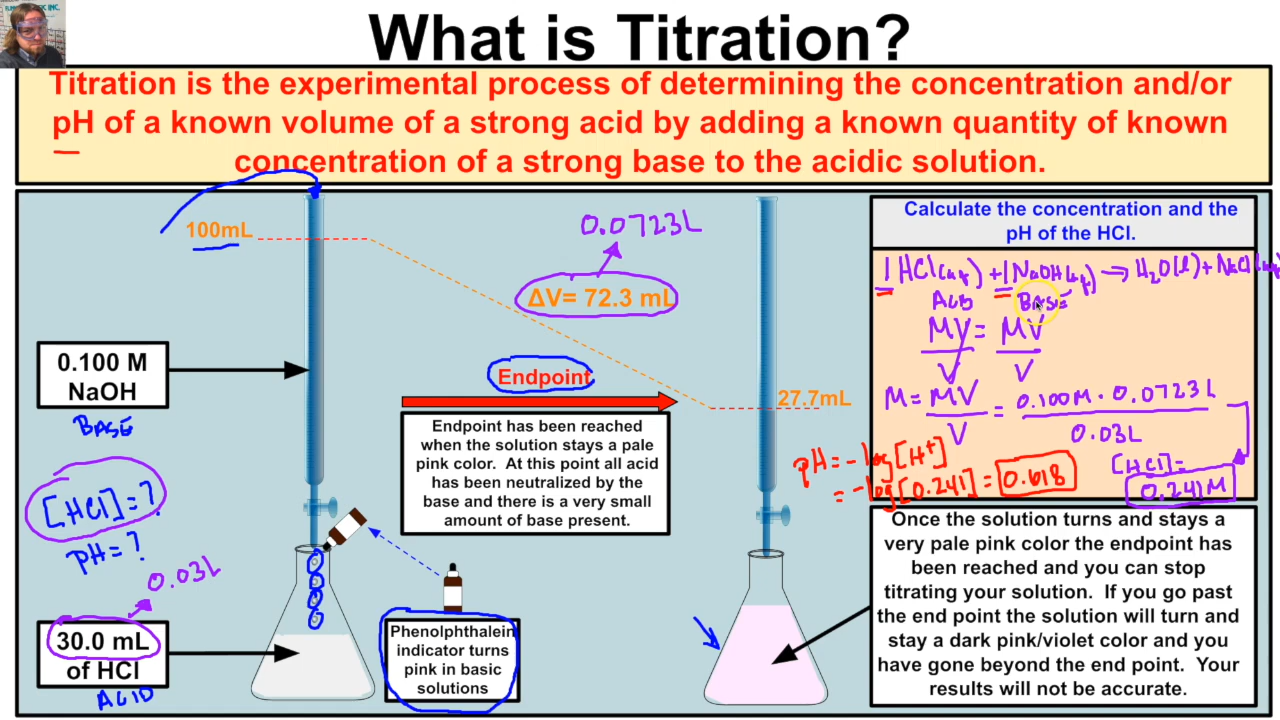 What is Titration?
Titration is the experimental process of determining the concentration and/or
pH of a known volume of a strong acid by adding a known quantity of known
concentration of a strong base to the acidic solution.
100mL
0.0723L
ΔV= 72.3 mL
0.100 M
NaOH
BASE
Endpoint
Endpoint has been reached
when the solution stays a pale
pink color. At this point all acid
has been neutralized by the
base and there is a very small
amount of base present.
27.7mL
[HCl]=?
pH=?
0.03L
30.0 mL
of HCl
ACID
Phenolphthalein
indicator turns
pink in basic
solutions
Calculate the concentration and the
pH of the HCl.
1HCl(aq)+1NaOH(aq)→H2O(l)+NaCl(aq)
ACID BASE
MV = MV
V V
M = MV = 0.100M · 0.0723L
V 0.03L
[HCl]=
0.241M
pH = -log[H+]
= -log[0.241] = 0.618
Once the solution turns and stays a
very pale pink color the endpoint has
been reached and you can stop
titrating your solution. If you go past
the end point the solution will turn and
stay a dark pink/violet color and you
have gone beyond the end point. Your
results will not be accurate.